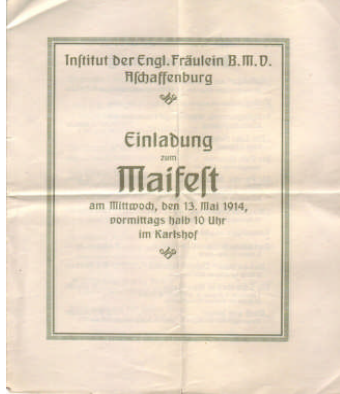 Inſtitut der Engl. Fräulein B. M. V.
Aſchaffenburg
Einladung
zum
Maifeſt
am Mittwoch, den 13. Mai 1914,
vormittags halb 10 Uhr
im Karlshof